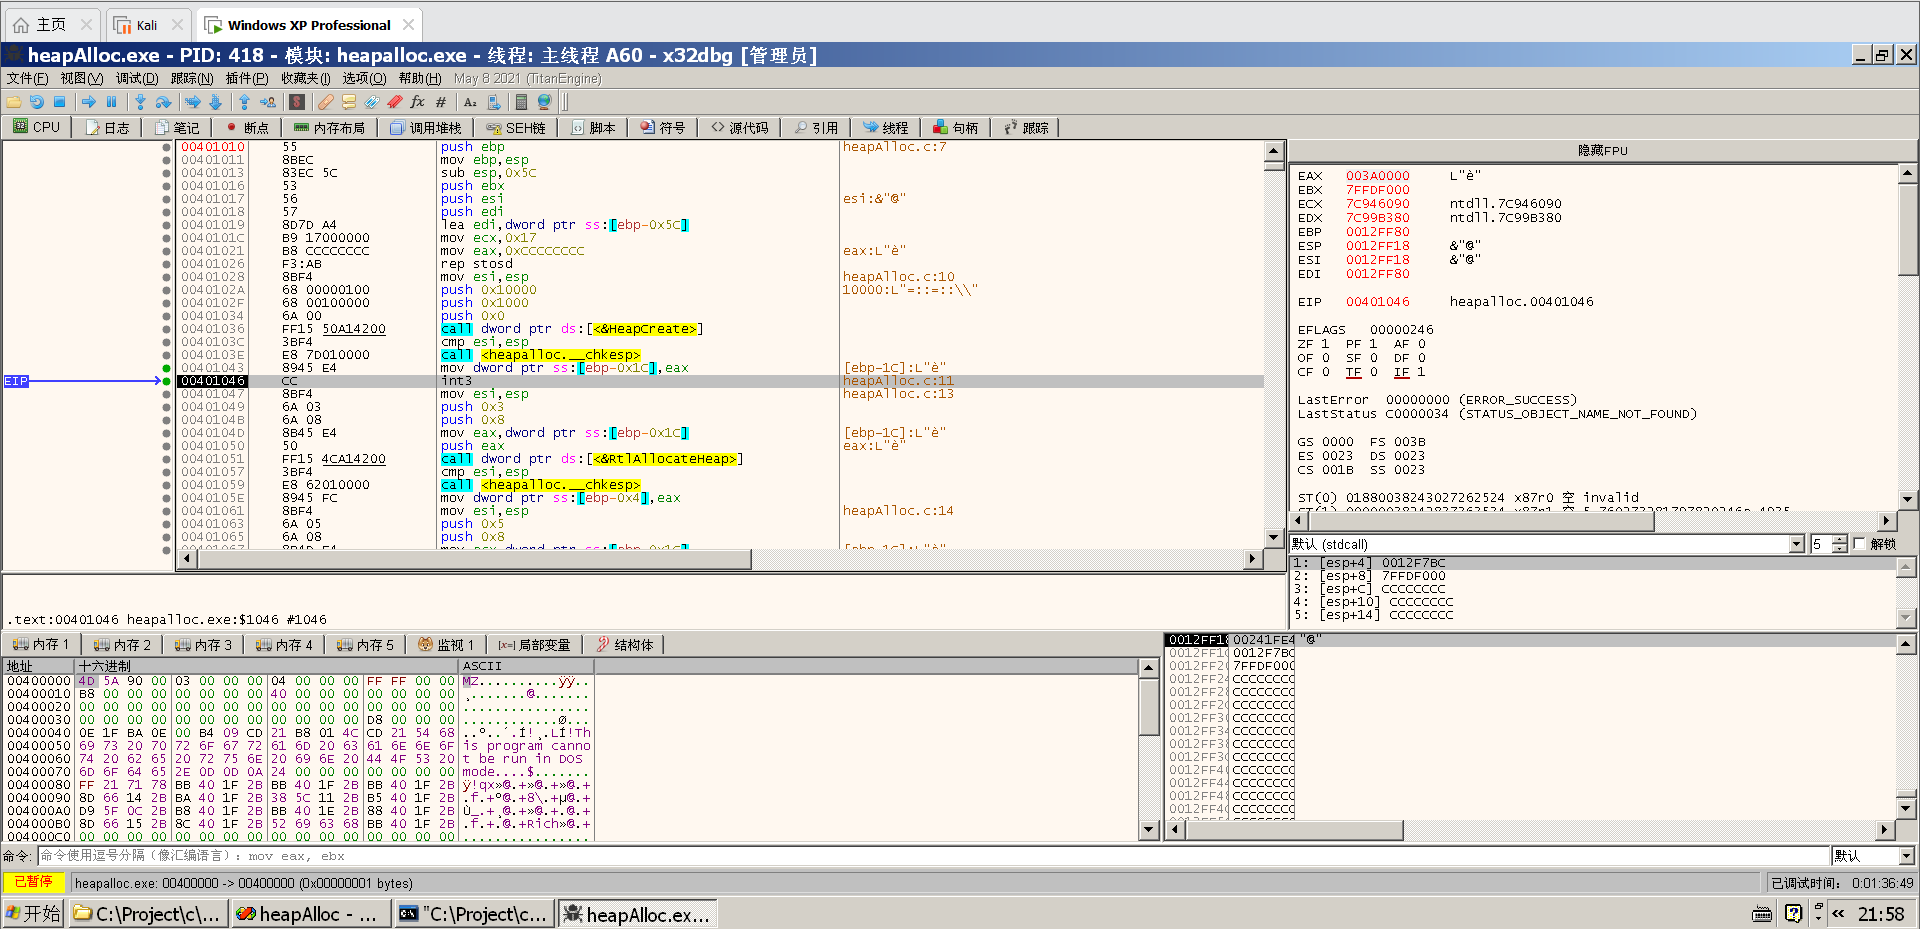 主页 Kali Windows XP Professional
heapAlloc.exe - PID: 418 - 模块: heapalloc.exe - 线程: 主线程 A60 - x32dbg [管理员]
文件(F) 视图(V) 调试(D) 跟踪(N) 插件(P) 收藏夹(I) 选项(O) 帮助(H) May 8 2021 (TitanEngine)
CPU 日志 笔记 断点 内存布局 调用堆栈 SEH链 脚本 符号 源代码 引用 线程 句柄 跟踪
00401010 55 push ebp heapAlloc.c:7
00401011 8BEC mov ebp,esp
00401013 83EC 5C sub esp,0x5C
00401016 53 push ebx
00401017 56 push esi esi:&"@"
00401018 57 push edi
00401019 8D7D A4 lea edi,dword ptr ss:[ebp-0x5C]
0040101C B9 17000000 mov ecx,0x17
00401021 B8 CCCCCCCC mov eax,0xCCCCCCCC eax:L"è"
00401026 F3:AB rep stosd
00401028 8BF4 mov esi,esp heapAlloc.c:10
0040102A 68 00000100 push 0x10000 10000:L"=::=::\\"
0040102F 68 00100000 push 0x1000
00401034 6A 00 push 0x0
00401036 FF15 50A14200 call dword ptr ds:[<&HeapCreate>]
0040103C 3BF4 cmp esi,esp
0040103E E8 7D010000 call <heapalloc.__chkesp>
00401043 8945 E4 mov dword ptr ss:[ebp-0x1C],eax [ebp-1C]:L"è"
EIP 00401046 CC int3 heapAlloc.c:11
00401047 8BF4 mov esi,esp heapAlloc.c:13
00401049 6A 03 push 0x3
0040104B 6A 08 push 0x8
0040104D 8B45 E4 mov eax,dword ptr ss:[ebp-0x1C] [ebp-1C]:L"è"
00401050 50 push eax eax:L"è"
00401051 FF15 4CA14200 call dword ptr ds:[<&RtlAllocateHeap>]
00401057 3BF4 cmp esi,esp
00401059 E8 62010000 call <heapalloc.__chkesp>
0040105E 8945 FC mov dword ptr ss:[ebp-0x4],eax
00401061 8BF4 mov esi,esp heapAlloc.c:14
00401063 6A 05 push 0x5
00401065 6A 08 push 0x8
隐藏FPU
EAX 003A0000 L"è"
EBX 7FFDF000
ECX 7C946090 ntdll.7C946090
EDX 7C99B380 ntdll.7C99B380
EBP 0012FF80
ESP 0012FF18 &"@"
ESI 0012FF18 &"@"
EDI 0012FF80
EIP 00401046 heapalloc.00401046
EFLAGS 00000246
ZF 1 PF 1 AF 0
OF 0 SF 0 DF 0
CF 0 TF 0 IF 1
LastError 00000000 (ERROR_SUCCESS)
LastStatus C0000034 (STATUS_OBJECT_NAME_NOT_FOUND)
GS 0000 FS 003B
ES 0023 DS 0023
CS 001B SS 0023
ST(0) 01880038243027262524 x87r0 空 invalid
默认 (stdcall) 5 解锁
1: [esp+4] 0012F7BC
2: [esp+8] 7FFDF000
3: [esp+C] CCCCCCCC
4: [esp+10] CCCCCCCC
5: [esp+14] CCCCCCCC
.text:00401046 heapalloc.exe:$1046 #1046
内存 1 内存 2 内存 3 内存 4 内存 5 监视 1 [x=] 局部变量 结构体
地址 十六进制 ASCII
00400000 4D 5A 90 00 03 00 00 00 04 00 00 00 FF FF 00 00 MZ..........ÿÿ..
00400010 B8 00 00 00 00 00 00 00 40 00 00 00 00 00 00 00 ¸.......@.......
00400020 00 00 00 00 00 00 00 00 00 00 00 00 00 00 00 00 ................
00400030 00 00 00 00 00 00 00 00 00 00 00 00 D8 00 00 00 ............Ø...
00400040 0E 1F BA 0E 00 B4 09 CD 21 B8 01 4C CD 21 54 68 ..º..´.Í!¸.LÍ!Th
00400050 69 73 20 70 72 6F 67 72 61 6D 20 63 61 6E 6E 6F is program canno
00400060 74 20 62 65 20 72 75 6E 20 69 6E 20 44 4F 53 20 t be run in DOS
00400070 6D 6F 64 65 2E 0D 0D 0A 24 00 00 00 00 00 00 00 mode....$.......
00400080 FF 21 71 78 BB 40 1F 2B BB 40 1F 2B BB 40 1F 2B ÿ!qx»@.+»@.+»@.+
00400090 8D 66 14 2B BA 40 1F 2B 38 5C 11 2B B5 40 1F 2B .f.+º@.+8\.+µ@.+
004000A0 D9 5F 0C 2B B8 40 1F 2B BB 40 1E 2B 88 40 1F 2B Ù_.+¸@.+»@.+.@.+
004000B0 8D 66 15 2B 8C 40 1F 2B 52 69 63 68 BB 40 1F 2B .f.+.@.+Rich»@.+
004000C0 00 00 00 00 00 00 00 00 00 00 00 00 00 00 00 00 ................
0012FF18 00241FE4 "@"
0012FF1C 0012F7BC
0012FF20 7FFDF000
0012FF24 CCCCCCCC
0012FF28 CCCCCCCC
0012FF2C CCCCCCCC
0012FF30 CCCCCCCC
0012FF34 CCCCCCCC
0012FF38 CCCCCCCC
0012FF3C CCCCCCCC
0012FF40 CCCCCCCC
0012FF44 CCCCCCCC
0012FF48 CCCCCCCC
0012FF4C CCCCCCCC
命令: 命令使用逗号分隔（像汇编语言）: mov eax, ebx 默认
已暂停 heapalloc.exe: 00400000 -> 00400000 (0x00000001 bytes) 已调试时间: 0:01:36:49
开始 C:\Project\c\... heapAlloc - ... "C:\Project\c... heapAlloc.ex... « 21:58